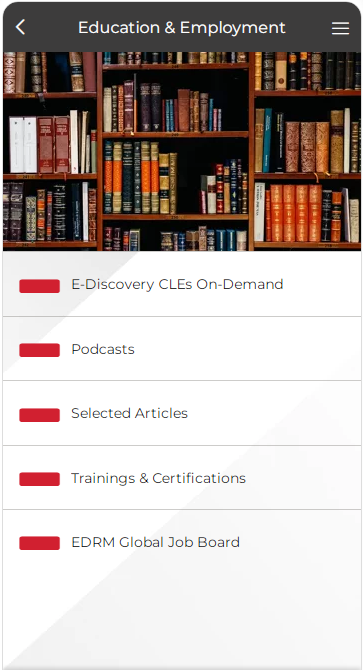 Education & Employment
E-Discovery CLEs On-Demand
Podcasts
Selected Articles
Trainings & Certifications
EDRM Global Job Board